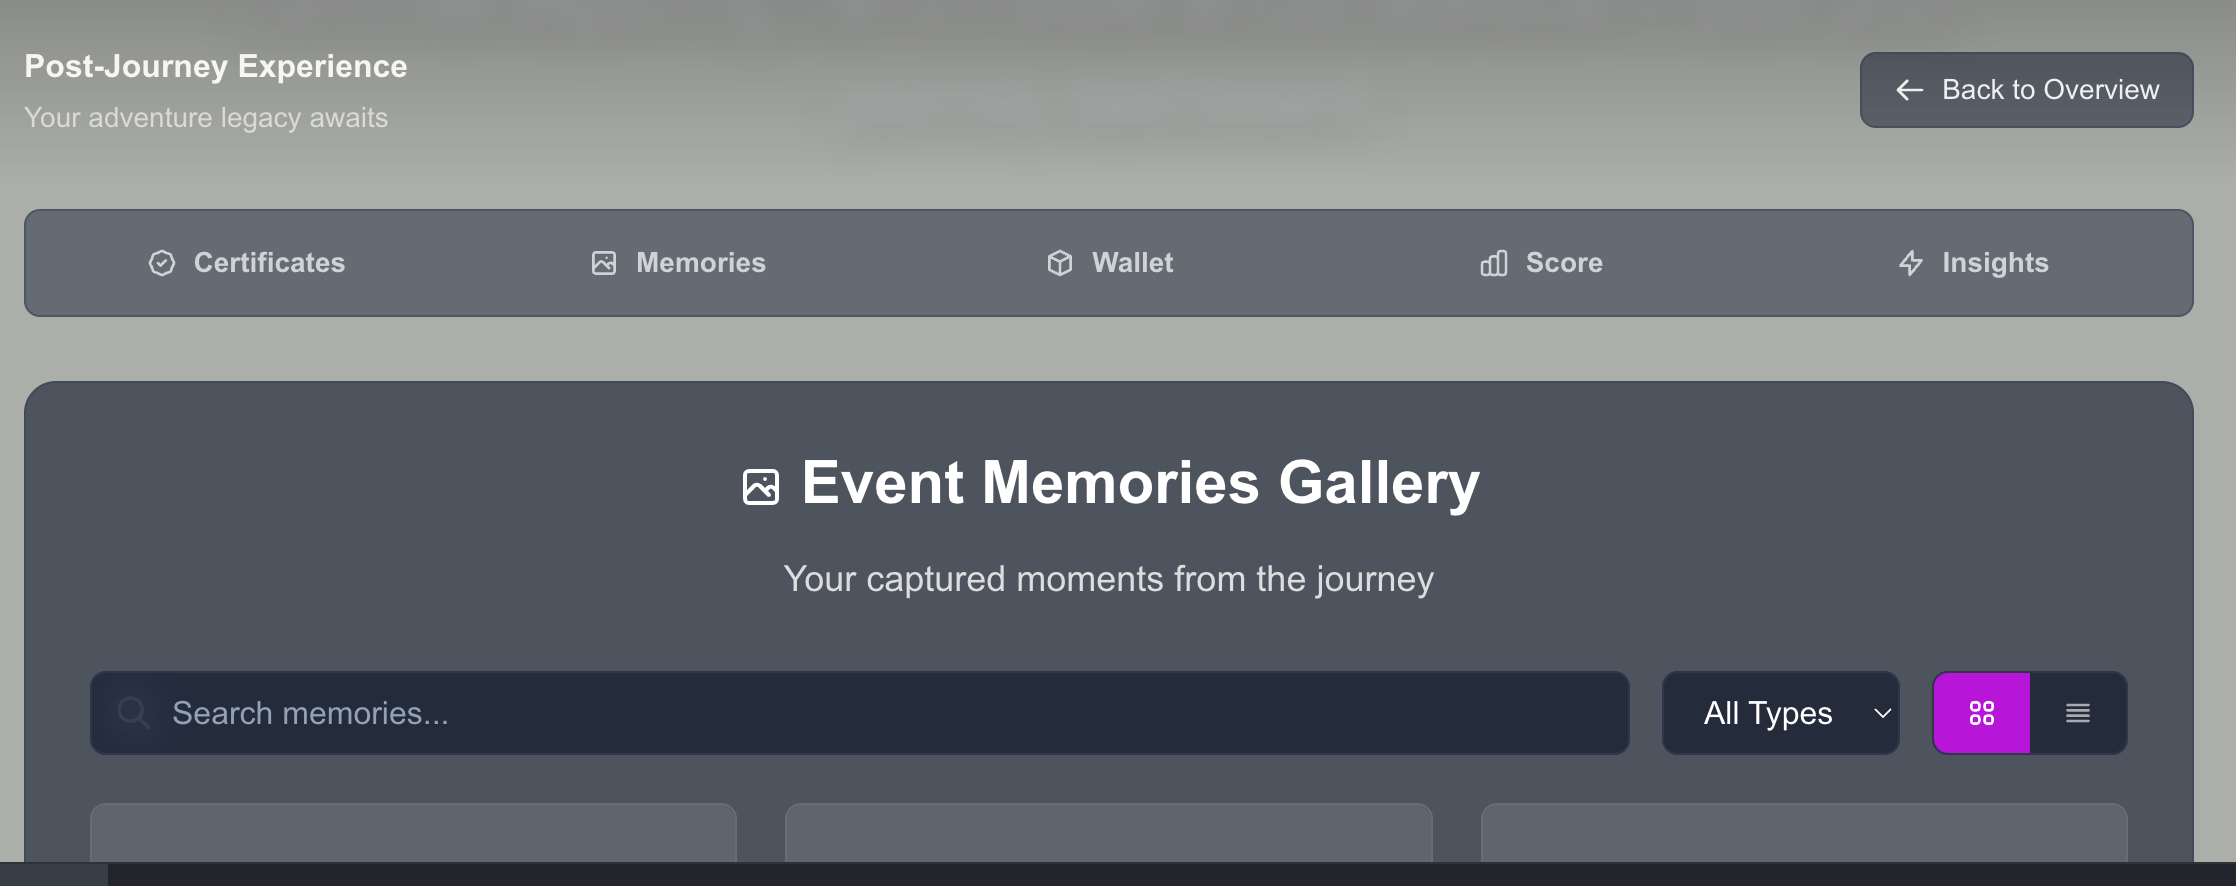 Post-Journey Experience
Your adventure legacy awaits
Back to Overview
Certificates
Memories
Wallet
Score
Insights
Event Memories Gallery
Your captured moments from the journey
Search memories...
All Types